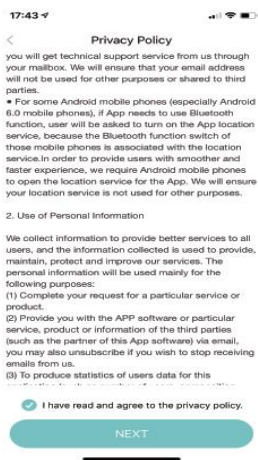 17:43
Privacy Policy
you will get technical support service from us through
your mailbox. We will ensure that your email address
will not be used for other purposes or shared to third
parties.
• For some Android mobile phones (especially Android
6.0 mobile phones), if App needs to use Bluetooth
function, user will be asked to turn on the App location
service, because the Bluetooth function switch of
those mobile phones is associated with the location
service.In order to provide users with smoother and
faster experience, we require Android mobile phones
to open the location service for the App. We will ensure
your location service is not used for other purposes.
2. Use of Personal Information
We collect information to provide better services to all
users, and the information collected is used to provide,
maintain, protect and improve our services. The
personal information will be used mainly for the
following purposes:
(1) Complete your request for a particular service or
product.
(2) Provide you with the APP software or particular
service, product or information of the third parties
(such as the partner of this App software) via email,
you may also unsubscribe if you wish to stop receiving
emails from us.
(3) To produce statistics of users data for this
I have read and agree to the privacy policy.
NEXT